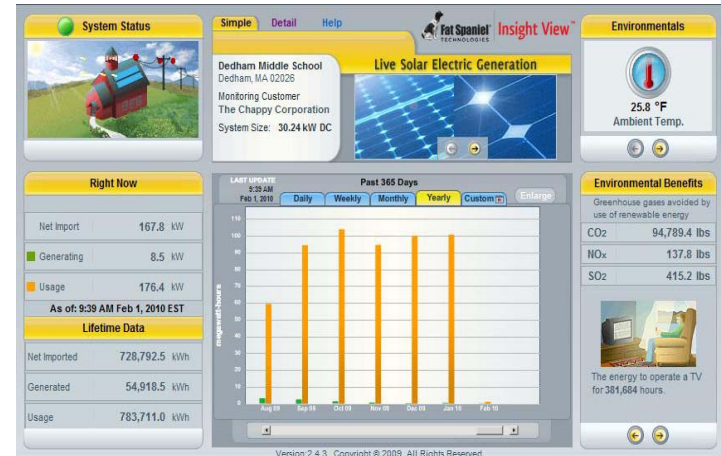 System Status
Simple Detail Help
Fat Spaniel
TECHNOLOGIES
Insight View™
Dedham Middle School
Dedham, MA 02026
Monitoring Customer
The Chappy Corporation
System Size: 30.24 kW DC
Live Solar Electric Generation
Environmentals
25.8 °F
Ambient Temp.
Right Now
Net Import 167.8 kW
Generating 8.5 kW
Usage 176.4 kW
As of: 9:39 AM Feb 1, 2010 EST
Lifetime Data
Net Imported 728,792.5 kWh
Generated 54,918.5 kWh
Usage 783,711.0 kWh
LAST UPDATE
9:39 AM
Feb 1, 2010
Past 365 Days
Daily Weekly Monthly Yearly Custom Enlarge
megawatt-hours
110
100
90
80
70
60
50
40
30
20
10
0
Aug 09 Sep 09 Oct 09 Nov 09 Dec 09 Jan 10 Feb 10
Environmental Benefits
Greenhouse gases avoided by
use of renewable energy
CO2 94,789.4 lbs
NOx 137.8 lbs
SO2 415.2 lbs
The energy to operate a TV
for 381,684 hours.
Version 2.4.3 Copyright © 2009 All Rights Reserved